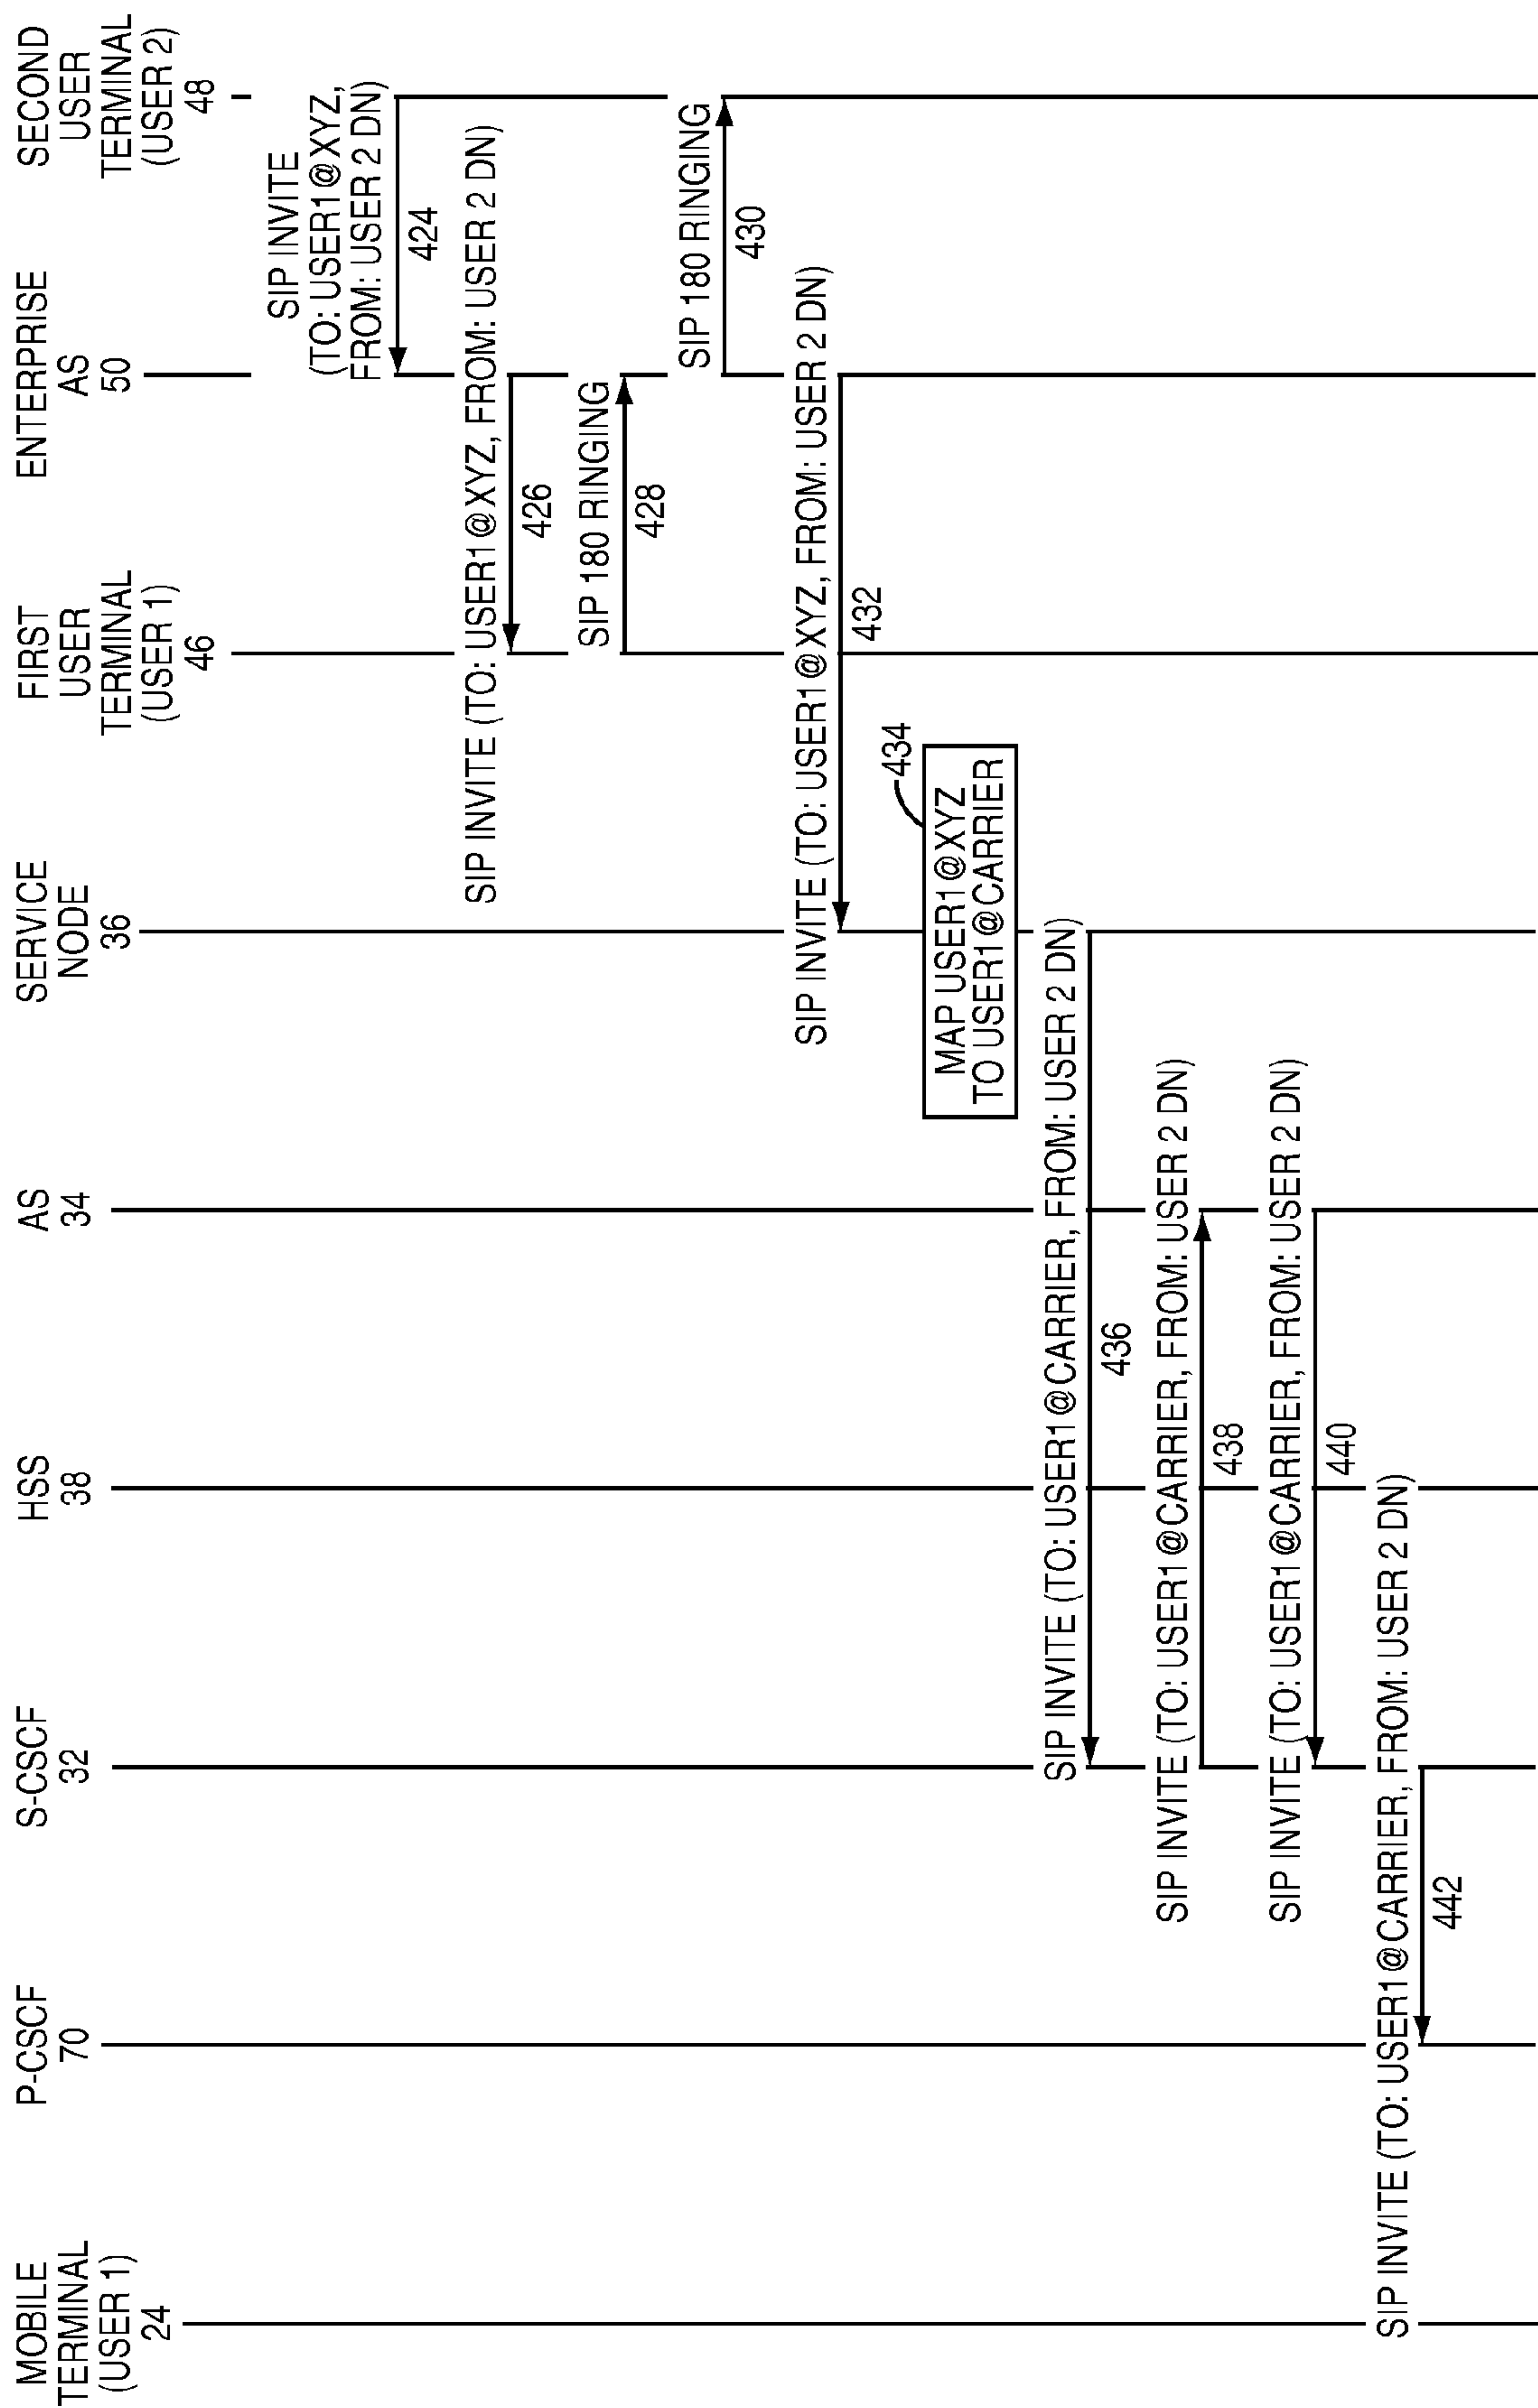 MOBILE
TERMINAL
(USER 1)
24
P-CSCF
70
S-CSCF
32
HSS
38
AS
34
SERVICE
NODE
36
FIRST
USER
TERMINAL
(USER 1)
46
ENTERPRISE
AS
50
SECOND
USER
TERMINAL
(USER 2)
48
SIP INVITE
(TO: USER1@XYZ,
FROM: USER 2 DN)
424
SIP INVITE (TO: USER1@XYZ, FROM: USER 2 DN)
426
SIP 180 RINGING
428
SIP 180 RINGING
430
SIP INVITE (TO: USER1@XYZ, FROM: USER 2 DN)
432
434
MAP USER1@XYZ
TO USER1@CARRIER
SIP INVITE (TO: USER1@CARRIER, FROM: USER 2 DN)
436
SIP INVITE (TO: USER1@CARRIER, FROM: USER 2 DN)
438
SIP INVITE (TO: USER1@CARRIER, FROM: USER 2 DN)
440
SIP INVITE (TO: USER1@CARRIER, FROM: USER 2 DN)
442